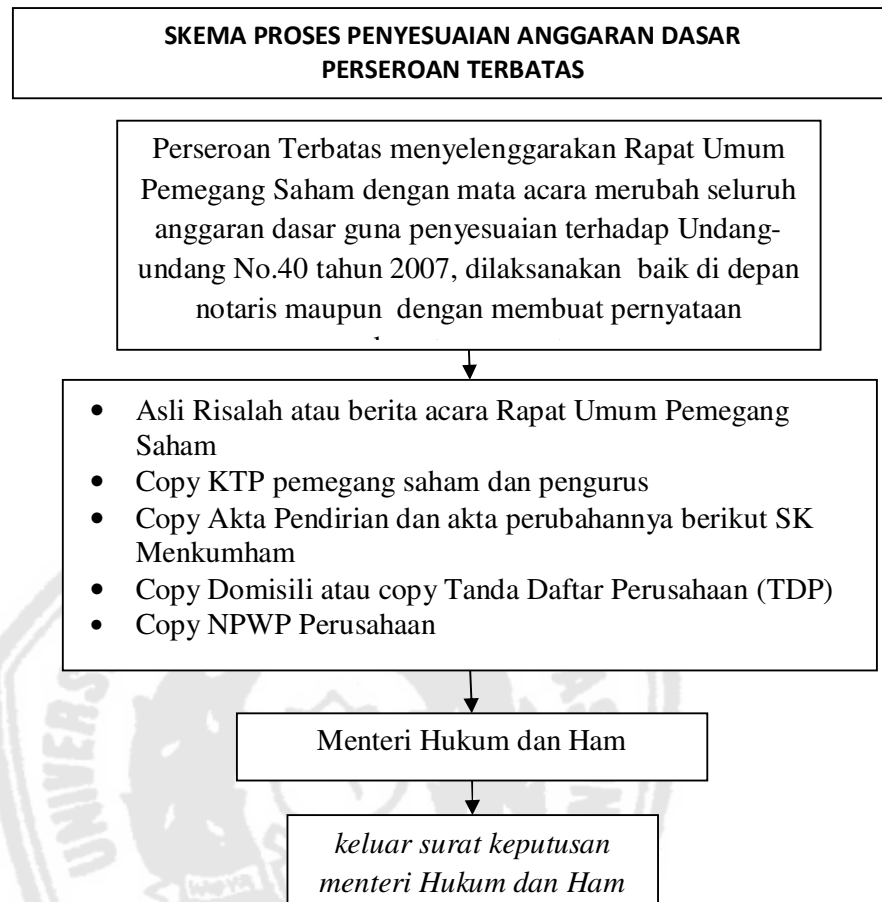 SKEMA PROSES PENYESUAIAN ANGGARAN DASAR
PERSEROAN TERBATAS
Perseroan Terbatas menyelenggarakan Rapat Umum
Pemegang Saham dengan mata acara merubah seluruh
anggaran dasar guna penyesuaian terhadap Undang-
undang No.40 tahun 2007, dilaksanakan baik di depan
notaris maupun dengan membuat pernyataan
• Asli Risalah atau berita acara Rapat Umum Pemegang
Saham
• Copy KTP pemegang saham dan pengurus
• Copy Akta Pendirian dan akta perubahannya berikut SK
Menkumham
• Copy Domisili atau copy Tanda Daftar Perusahaan (TDP)
• Copy NPWP Perusahaan
Menteri Hukum dan Ham
keluar surat keputusan
menteri Hukum dan Ham